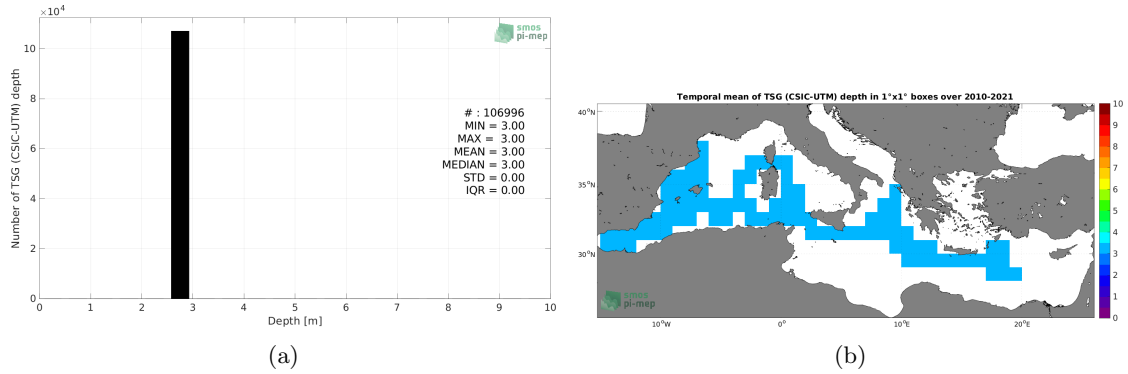 ×10⁴
10
8
6
4
2
0
Number of TSG (CSIC-UTM) depth
smos
pi-mep
# : 106996
MIN = 3.00
MAX = 3.00
MEAN = 3.00
MEDIAN = 3.00
STD = 0.00
IQR = 0.00
0 1 2 3 4 5 6 7 8 9 10
Depth [m]
(a)
Temporal mean of TSG (CSIC-UTM) depth in 1°x1° boxes over 2010-2021
40°N
35°N
30°N
smos
pi-mep
10°W 0° 10°E 20°E
10
9
8
7
6
5
4
3
2
1
0
(b)